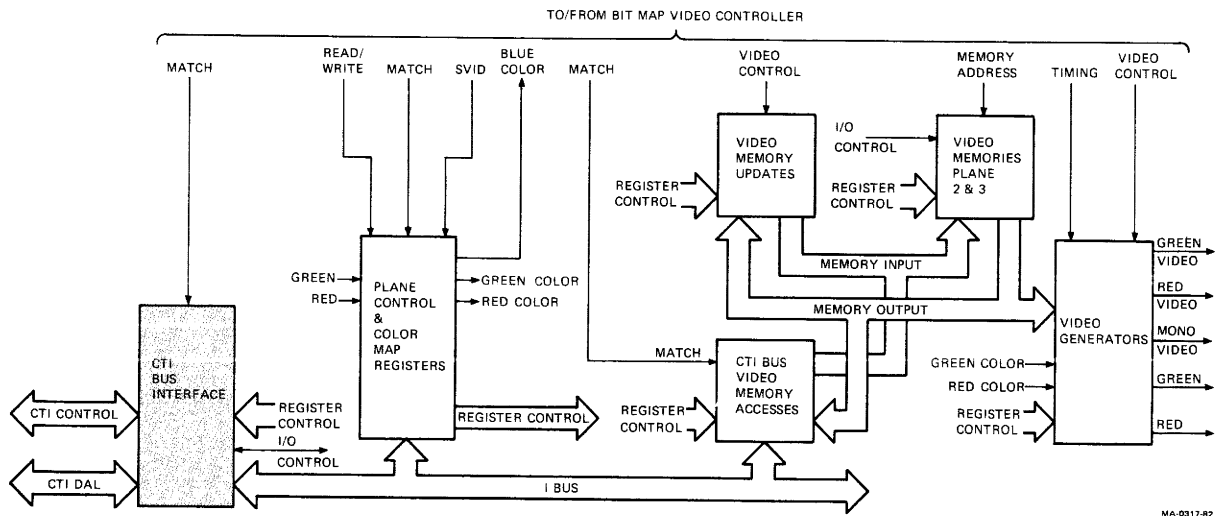 TO/FROM BIT MAP VIDEO CONTROLLER
MATCH
READ/
WRITE
MATCH
SVID
BLUE
COLOR
MATCH
VIDEO
CONTROL
MEMORY
ADDRESS
TIMING
VIDEO
CONTROL
VIDEO
MEMORY
UPDATES
I/O
CONTROL
VIDEO
MEMORIES
PLANE
2 & 3
REGISTER
CONTROL
REGISTER
CONTROL
GREEN
RED
PLANE
CONTROL
&
COLOR
MAP
REGISTERS
GREEN COLOR
RED COLOR
MEMORY INPUT
MEMORY OUTPUT
VIDEO
GENERATORS
GREEN
VIDEO
RED
VIDEO
MONO
VIDEO
GREEN
RED
CTI
BUS
INTERFACE
MATCH
CTI BUS
VIDEO
MEMORY
ACCESSES
GREEN COLOR
RED COLOR
CTI CONTROL
REGISTER
CONTROL
REGISTER CONTROL
REGISTER
CONTROL
REGISTER
CONTROL
I/O
CONTROL
CTI DAL
I BUS
MA-0317-82